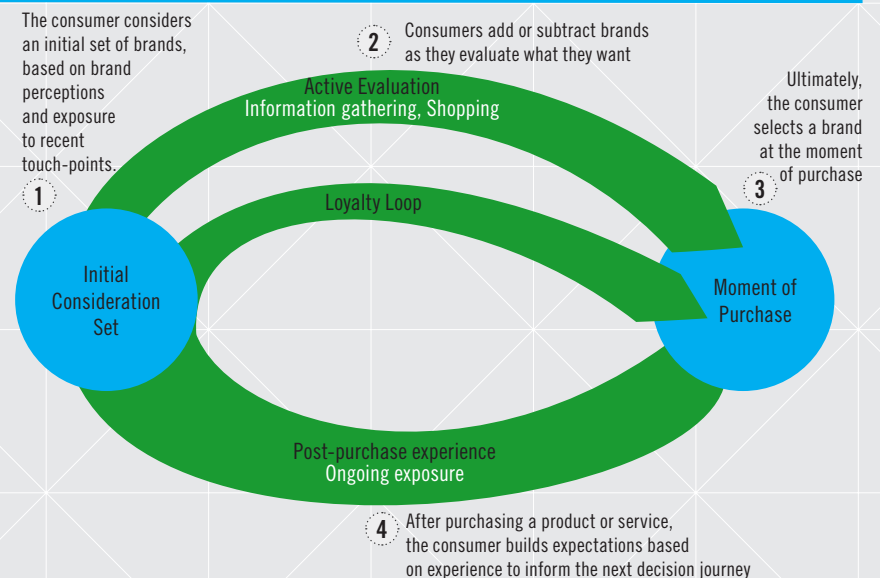 The consumer considers
an initial set of brands,
based on brand
perceptions
and exposure
to recent
touch-points.
1
2
Consumers add or subtract brands
as they evaluate what they want
Active Evaluation
Information gathering, Shopping
Ultimately,
the consumer
selects a brand
at the moment
of purchase
3
Loyalty Loop
Initial
Consideration
Set
Moment of
Purchase
Post-purchase experience
Ongoing exposure
4
After purchasing a product or service,
the consumer builds expectations based
on experience to inform the next decision journey